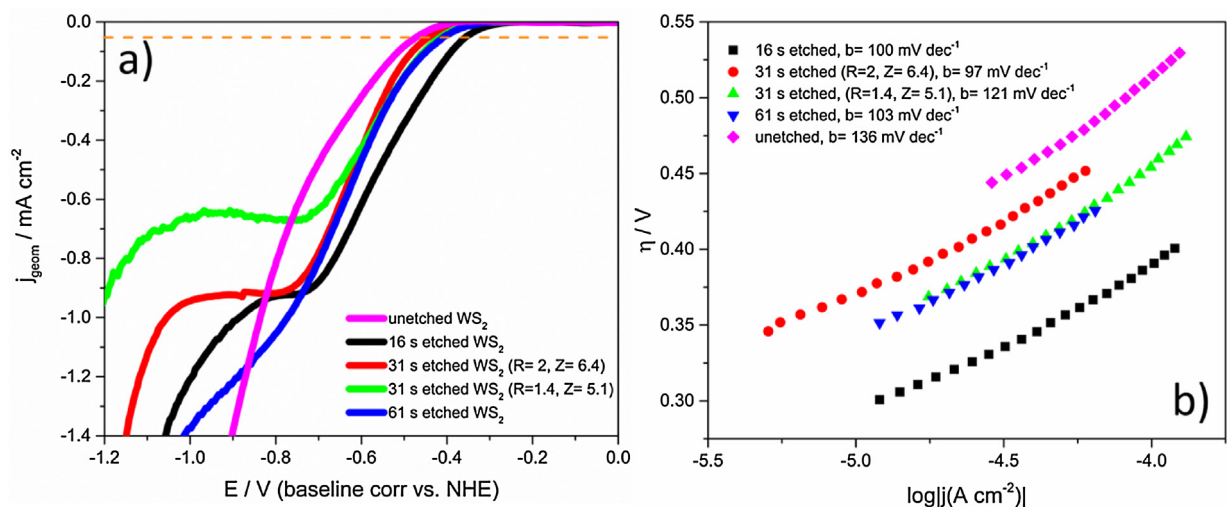 a)
0.0
-0.2
-0.4
-0.6
-0.8
-1.0
-1.2
-1.4
j_geom / mA cm⁻²
unetched WS₂
16 s etched WS₂
31 s etched WS₂ (R= 2, Z= 6.4)
31 s etched WS₂ (R=1.4, Z= 5.1)
61 s etched WS₂
-1.2 -1.0 -0.8 -0.6 -0.4 -0.2 0.0
E / V (baseline corr vs. NHE)
0.55
0.50
0.45
0.40
0.35
0.30
η / V
16 s etched, b= 100 mV dec⁻¹
31 s etched (R=2, Z= 6.4), b= 97 mV dec⁻¹
31 s etched, (R=1.4, Z= 5.1), b= 121 mV dec⁻¹
61 s etched, b= 103 mV dec⁻¹
unetched, b= 136 mV dec⁻¹
b)
-5.5 -5.0 -4.5 -4.0
log|j(A cm⁻²)|